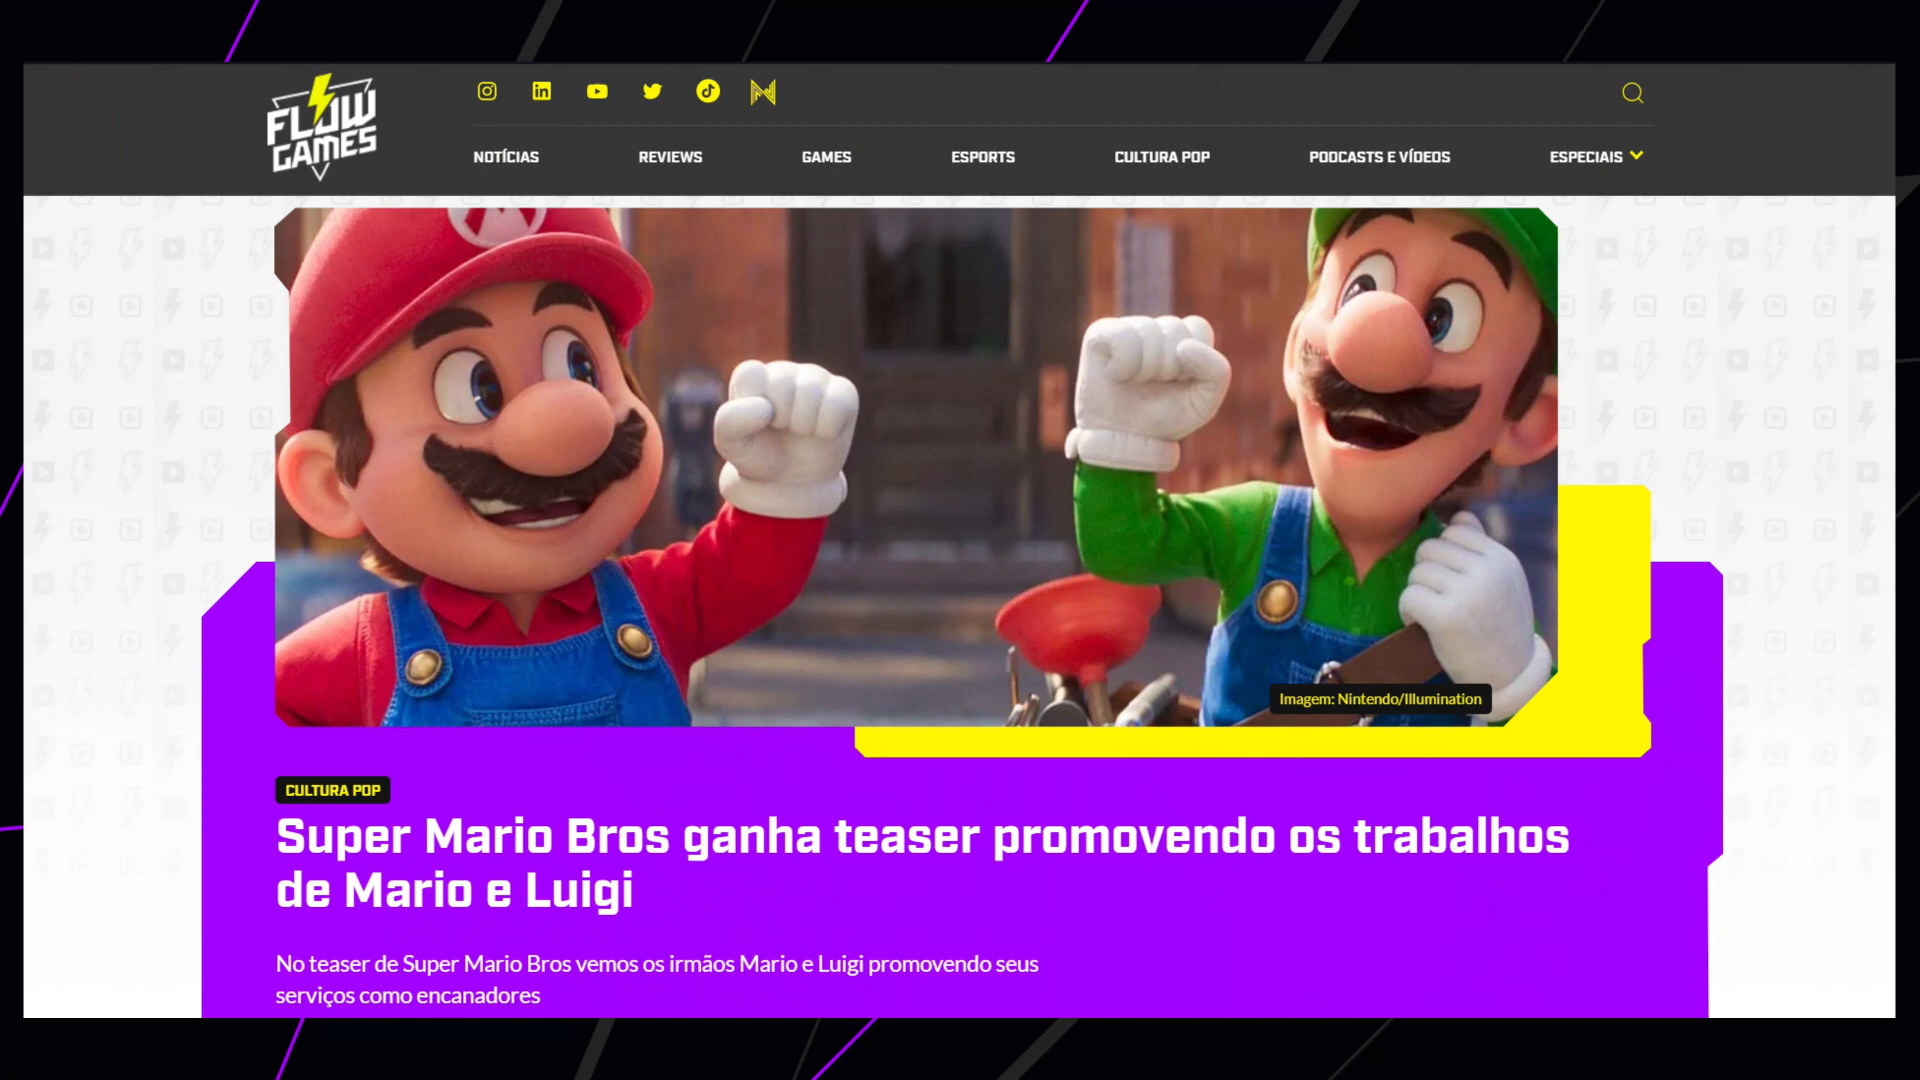 FLOW
GAMES
NOTÍCIAS
REVIEWS
GAMES
ESPORTS
CULTURA POP
PODCASTS E VÍDEOS
ESPECIAIS
M
Imagem: Nintendo/Illumination
CULTURA POP
Super Mario Bros ganha teaser promovendo os trabalhos
de Mario e Luigi
No teaser de Super Mario Bros vemos os irmãos Mario e Luigi promovendo seus
serviços como encanadores